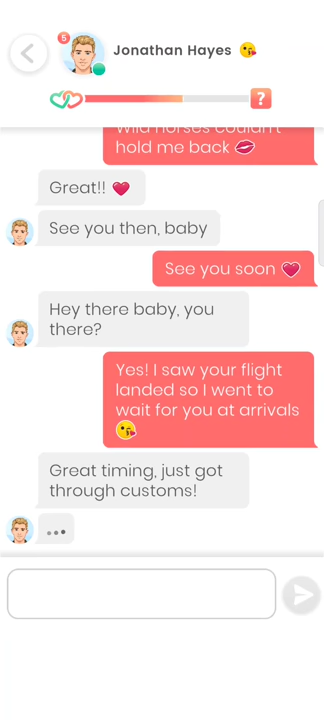 5
Jonathan Hayes 😘
?
Wild horses couldn't
hold me back 💋
Great!! ❤️
See you then, baby
See you soon ❤️
Hey there baby, you
there?
Yes! I saw your flight
landed so I went to
wait for you at arrivals
😘
Great timing, just got
through customs!
...